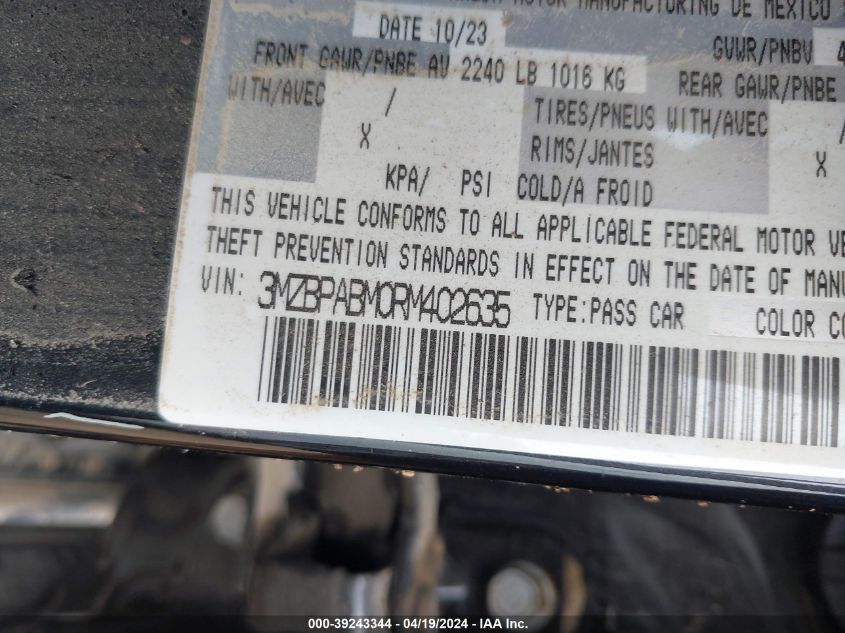 MOTOR MANUFACTURING DE MEXICO
DATE 10/23 GVWR/PNBV 4
FRONT GAWR/PNBE AV 2240 LB 1016 KG REAR GAWR/PNBE
WITH/AVEC / TIRES/PNEUS WITH/AVEC /
X RIMS/JANTES X
KPA/ PSI COLD/A FROID
THIS VEHICLE CONFORMS TO ALL APPLICABLE FEDERAL MOTOR VE
THEFT PREVENTION STANDARDS IN EFFECT ON THE DATE OF MANU
VIN: 3MZBPABM0RM402635 TYPE:PASS CAR COLOR CO
000-39243344 - 04/19/2024 - IAA Inc.